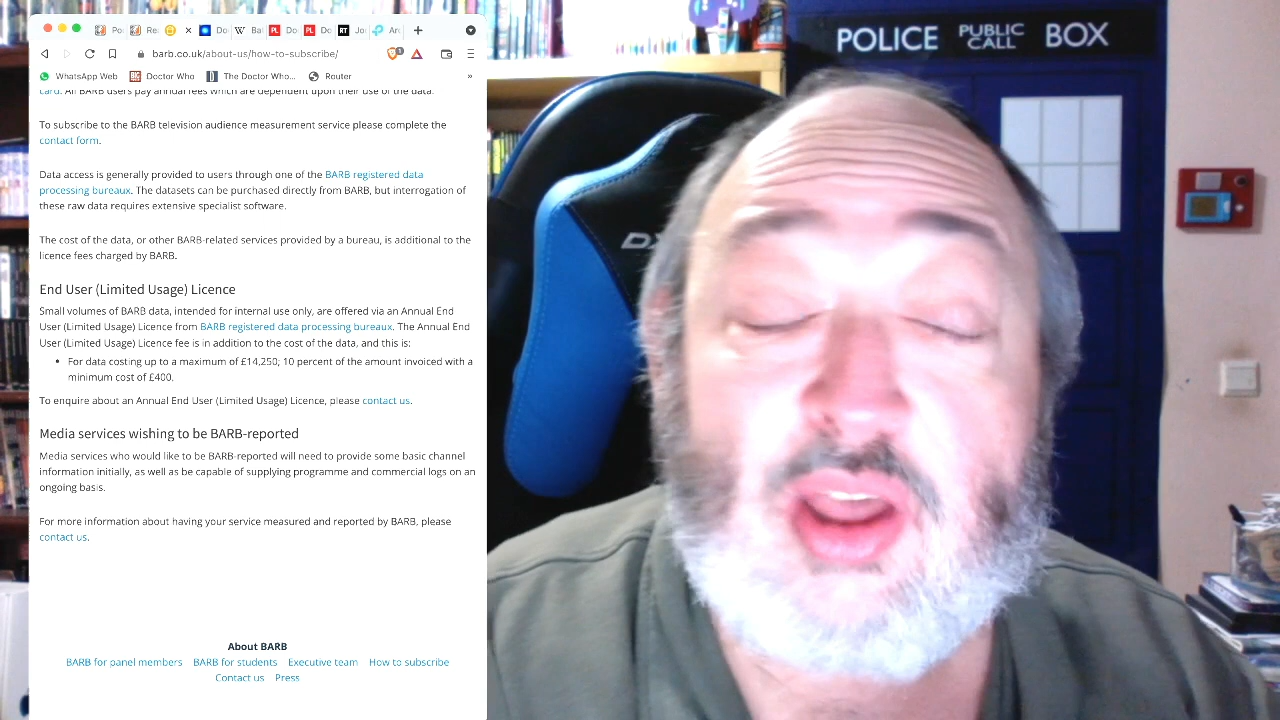 Po
Re
Do
W
Ba
PL
Do
PL
Do
RT
Jo
Arc
barb.co.uk/about-us/how-to-subscribe/
1
WhatsApp Web
Doctor Who
The Doctor Who...
Router
»
card. All BARB users pay annual fees which are dependent upon their use of the data.
To subscribe to the BARB television audience measurement service please complete the
contact form.
Data access is generally provided to users through one of the BARB registered data
processing bureaux. The datasets can be purchased directly from BARB, but interrogation of
these raw data requires extensive specialist software.
The cost of the data, or other BARB-related services provided by a bureau, is additional to the
licence fees charged by BARB.
End User (Limited Usage) Licence
Small volumes of BARB data, intended for internal use only, are offered via an Annual End
User (Limited Usage) Licence from BARB registered data processing bureaux. The Annual End
User (Limited Usage) Licence fee is in addition to the cost of the data, and this is:
• For data costing up to a maximum of £14,250; 10 percent of the amount invoiced with a
minimum cost of £400.
To enquire about an Annual End User (Limited Usage) Licence, please contact us.
Media services wishing to be BARB-reported
Media services who would like to be BARB-reported will need to provide some basic channel
information initially, as well as be capable of supplying programme and commercial logs on an
ongoing basis.
For more information about having your service measured and reported by BARB, please
contact us.
About BARB
BARB for panel members BARB for students Executive team How to subscribe
Contact us Press
POLICE PUBLIC CALL BOX